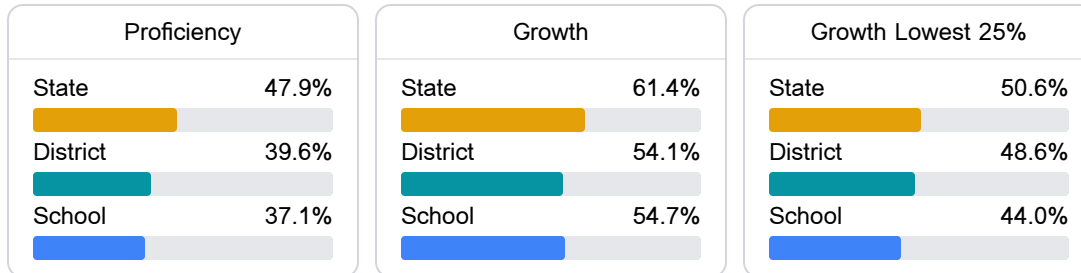 Proficiency
State 47.9%
District 39.6%
School 37.1%
Growth
State 61.4%
District 54.1%
School 54.7%
Growth Lowest 25%
State 50.6%
District 48.6%
School 44.0%